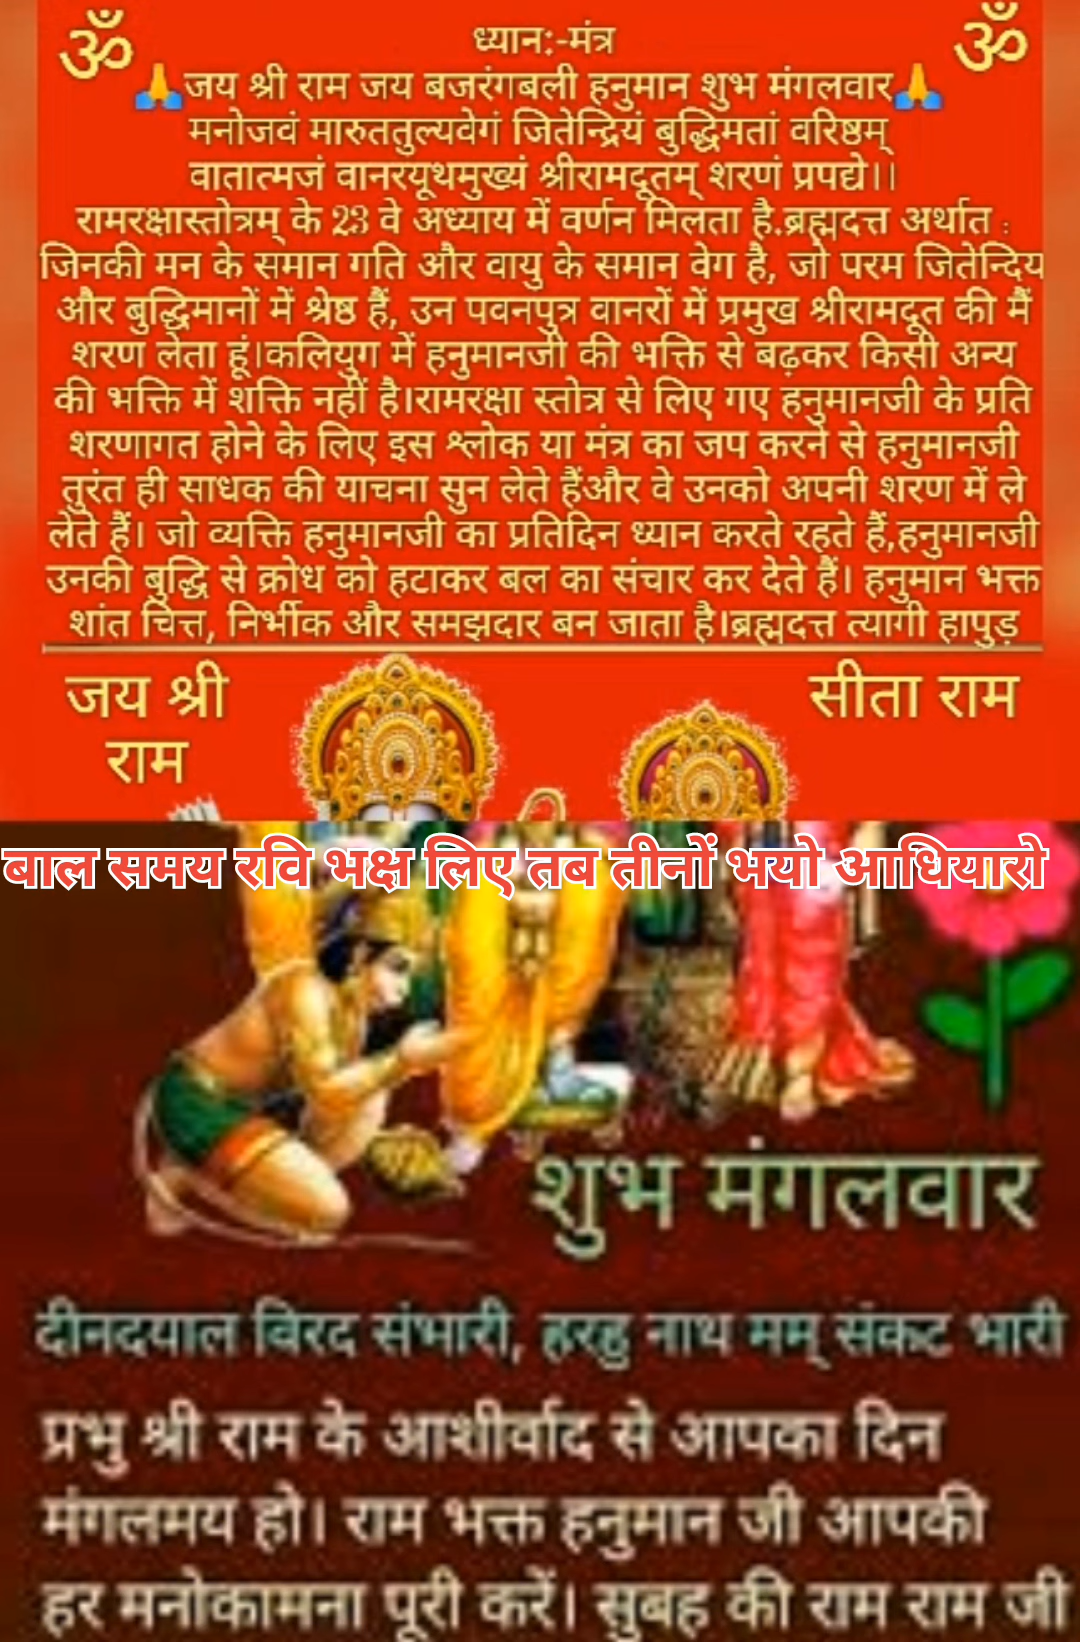 ॐ ॐ
ध्यान:-मंत्र
🙏जय श्री राम जय बजरंगबली हनुमान शुभ मंगलवार🙏
मनोजवं मारुततुल्यवेगं जितेन्द्रियं बुद्धिमतां वरिष्ठम्
वातात्मजं वानरयूथमुख्यं श्रीरामदूतम् शरणं प्रपद्ये।।
रामरक्षास्तोत्रम् के 23 वे अध्याय में वर्णन मिलता है.ब्रह्मदत्त अर्थात :
जिनकी मन के समान गति और वायु के समान वेग है, जो परम जितेन्दिय
और बुद्धिमानों में श्रेष्ठ हैं, उन पवनपुत्र वानरों में प्रमुख श्रीरामदूत की मैं
शरण लेता हूं।कलियुग में हनुमानजी की भक्ति से बढ़कर किसी अन्य
की भक्ति में शक्ति नहीं है।रामरक्षा स्तोत्र से लिए गए हनुमानजी के प्रति
शरणागत होने के लिए इस श्लोक या मंत्र का जप करने से हनुमानजी
तुरंत ही साधक की याचना सुन लेते हैंऔर वे उनको अपनी शरण में ले
लेते हैं। जो व्यक्ति हनुमानजी का प्रतिदिन ध्यान करते रहते हैं,हनुमानजी
उनकी बुद्धि से क्रोध को हटाकर बल का संचार कर देते हैं। हनुमान भक्त
शांत चित्त, निर्भीक और समझदार बन जाता है।ब्रह्मदत्त त्यागी हापुड़
जय श्री
राम
सीता राम
बाल समय रवि भक्ष लिए तब तीनों भयो आधियारो
शुभ मंगलवार
दीनदयाल विरद संभारी, हरहु नाथ मम् संकट भारी
प्रभु श्री राम के आशीर्वाद से आपका दिन
मंगलमय हो। राम भक्त हनुमान जी आपकी
हर मनोकामना पूरी करें। सुबह की राम राम जी